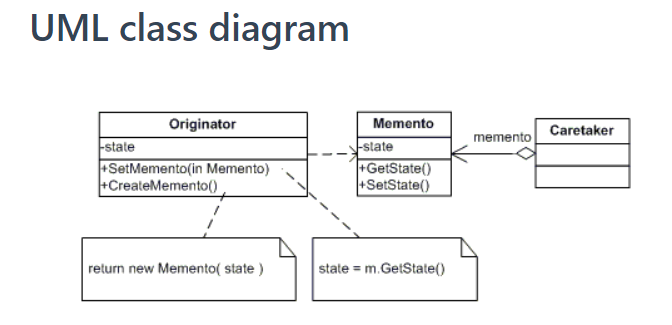 UML class diagram
Originator
-state
+SetMemento(in Memento)
+CreateMemento()
Memento
-state
+GetState()
+SetState()
memento
Caretaker
return new Memento( state )
state = m.GetState()